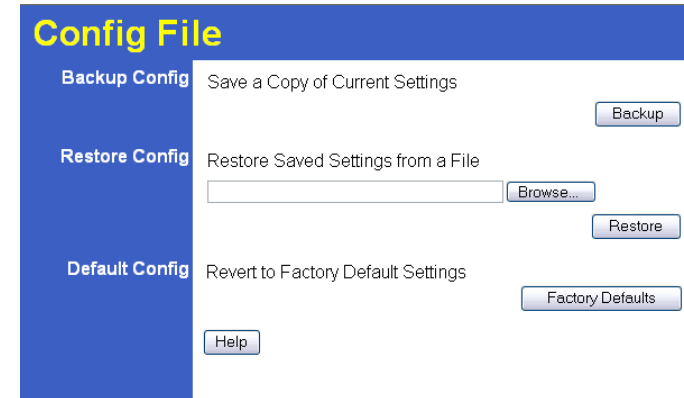 Config File
Backup Config
Save a Copy of Current Settings
Backup
Restore Config
Restore Saved Settings from a File
Browse...
Restore
Default Config
Revert to Factory Default Settings
Factory Defaults
Help